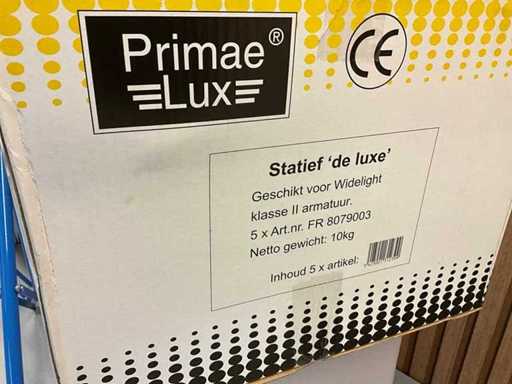 Primae®
Lux
CE
Statief 'de luxe'
Geschikt voor Widelight
klasse II armatuur.
5 x Art.nr. FR 8079003
Netto gewicht: 10kg
Inhoud 5 x artikel: